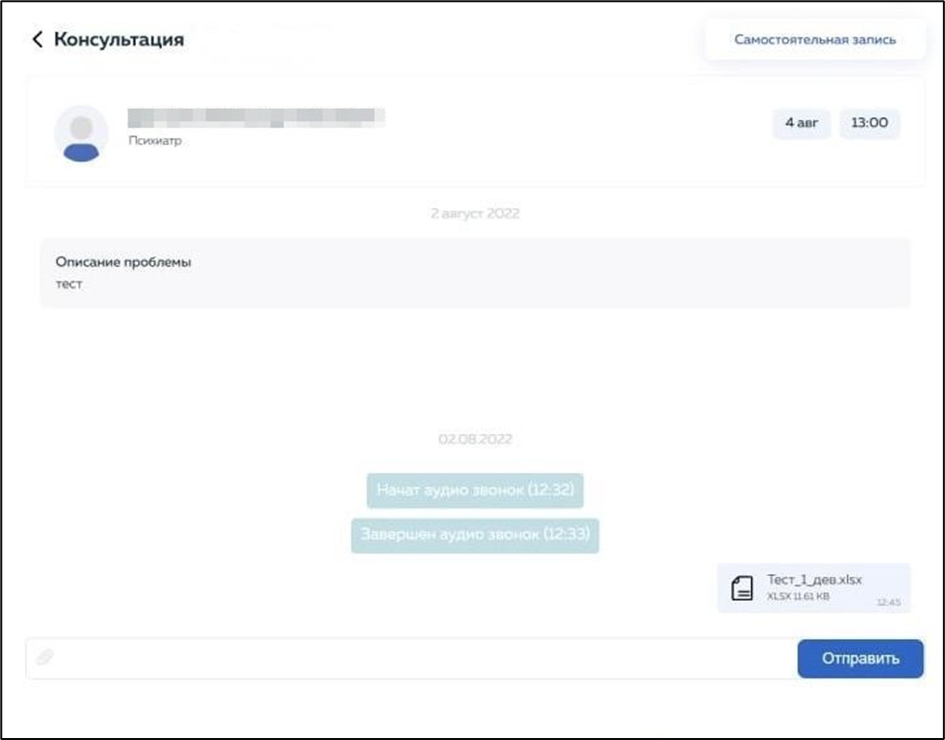 Консультация
Самостоятельная запись
Психиатр
4 авг
13:00
2 август 2022
Описание проблемы
тест
02.08.2022
Начат аудио звонок (12:32)
Завершен аудио звонок (12:33)
Тест_1_дев.xlsx
XLSX 11.61 KB
12:45
Отправить